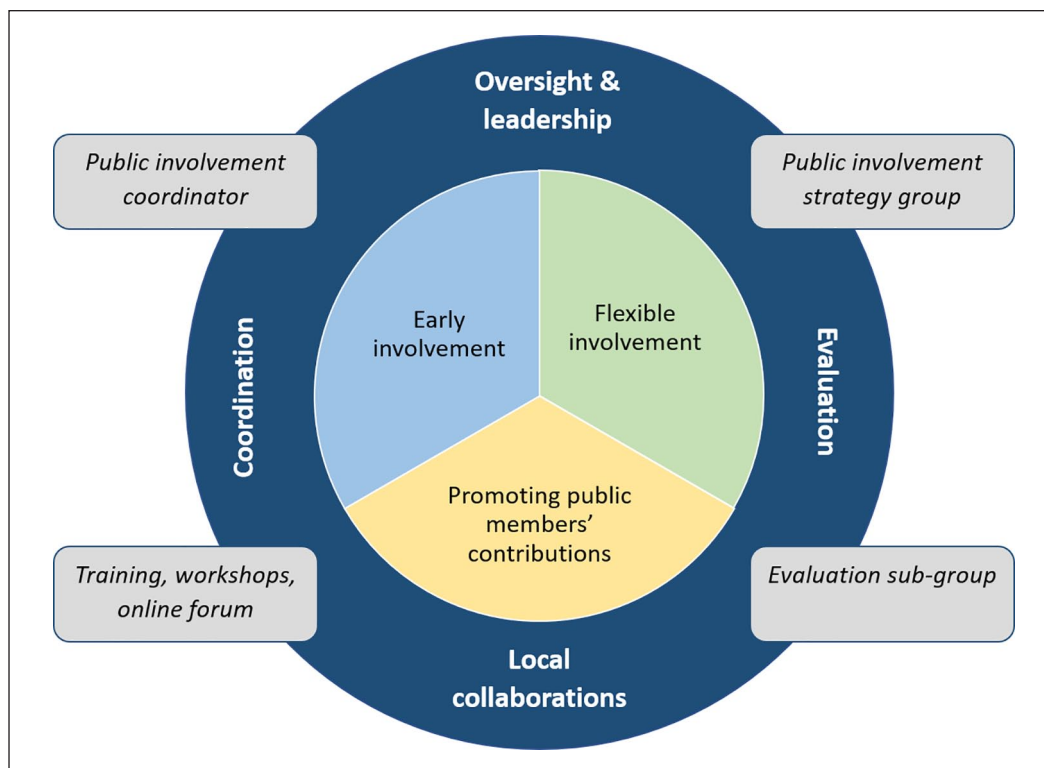 Oversight &
leadership
Public involvement
coordinator
Public involvement
strategy group
Early
involvement
Flexible
involvement
Coordination
Evaluation
Promoting public
members’
contributions
Training, workshops,
online forum
Evaluation sub-group
Local
collaborations